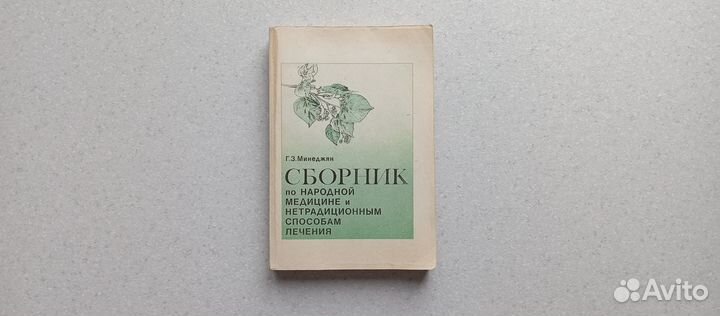 Г.З.Минеджян
СБОРНИК
по НАРОДНОЙ
МЕДИЦИНЕ и
НЕТРАДИЦИОННЫМ
СПОСОБАМ
ЛЕЧЕНИЯ
Avito